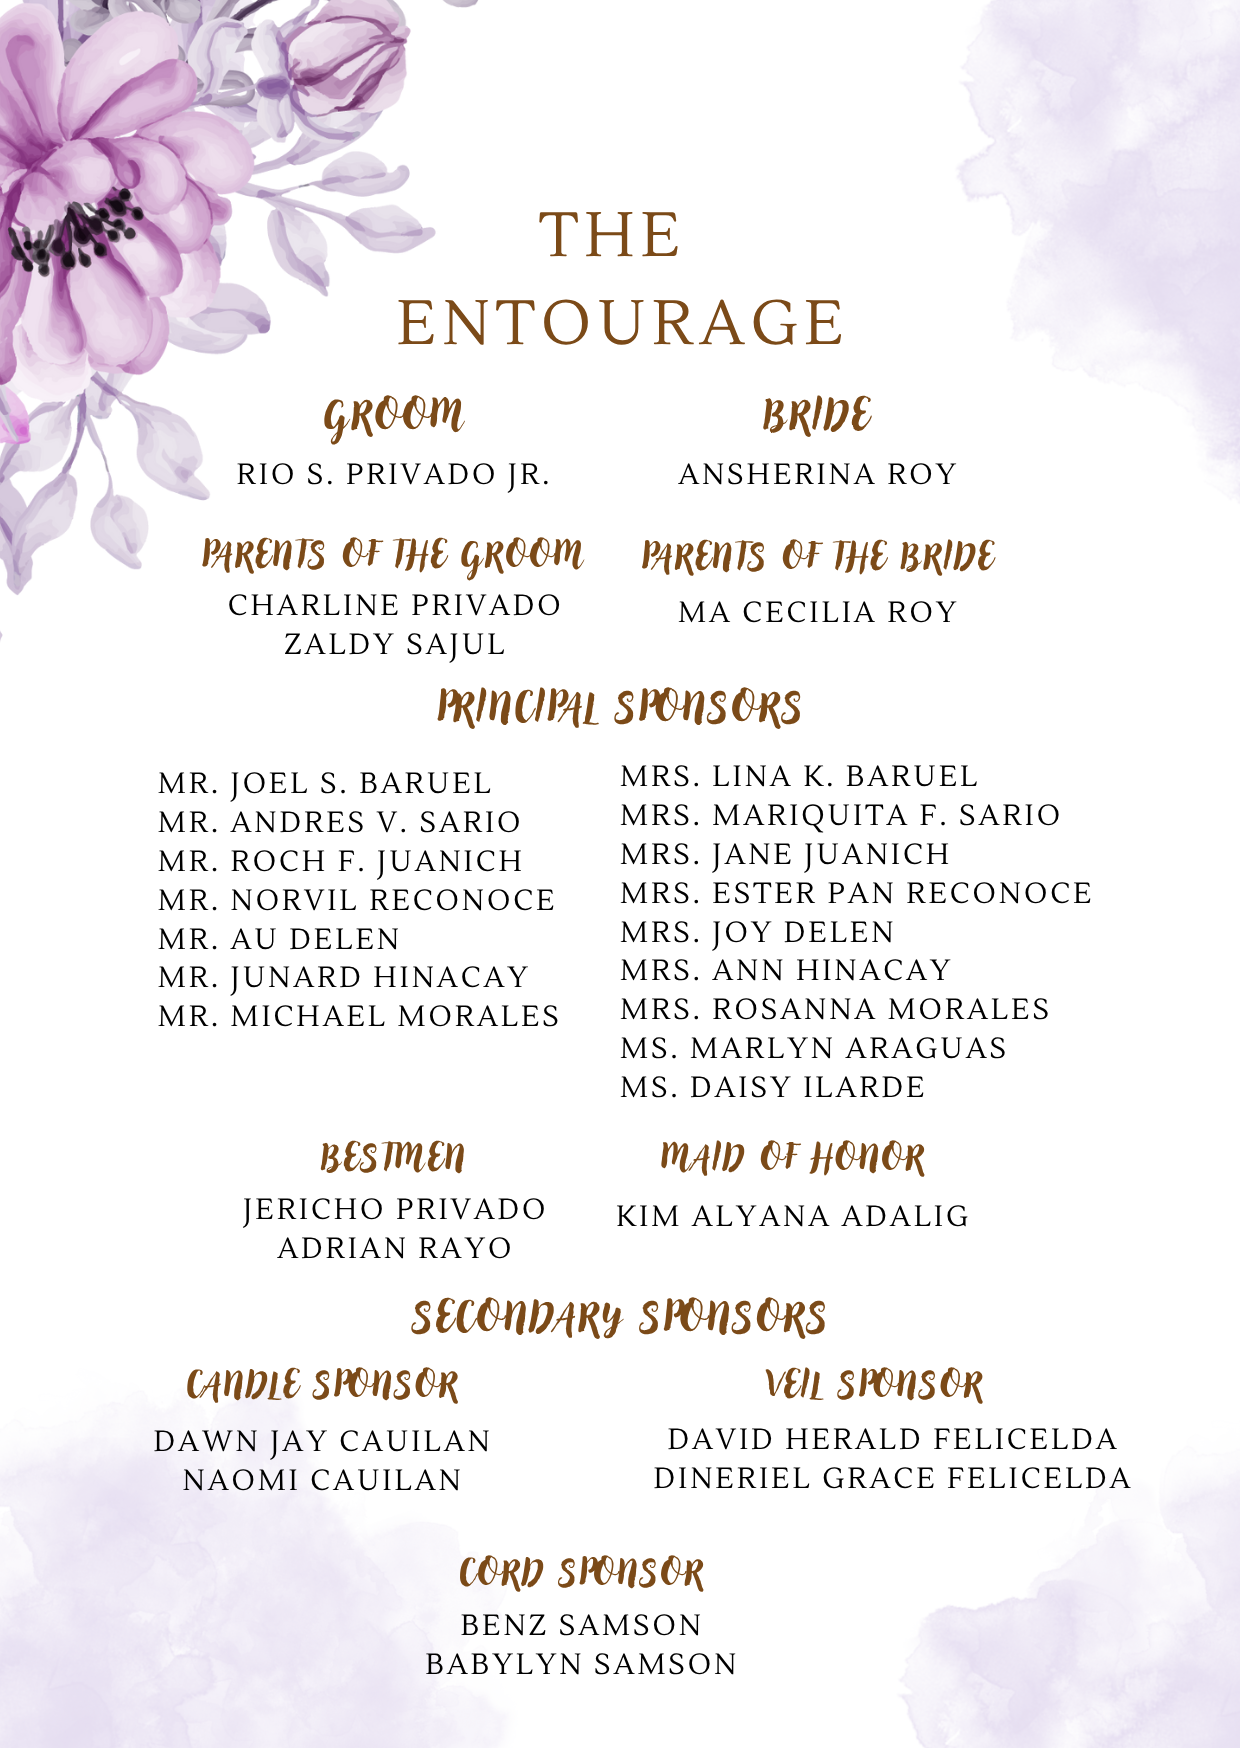 THE
ENTOURAGE
GROOM
RIO S. PRIVADO JR.
BRIDE
ANSHERINA ROY
PARENTS OF THE GROOM
CHARLINE PRIVADO
ZALDY SAJUL
PARENTS OF THE BRIDE
MA CECILIA ROY
PRINCIPAL SPONSORS
MR. JOEL S. BARUEL
MR. ANDRES V. SARIO
MR. ROCH F. JUANICH
MR. NORVIL RECONOCE
MR. AU DELEN
MR. JUNARD HINACAY
MR. MICHAEL MORALES
MRS. LINA K. BARUEL
MRS. MARIQUITA F. SARIO
MRS. JANE JUANICH
MRS. ESTER PAN RECONOCE
MRS. JOY DELEN
MRS. ANN HINACAY
MRS. ROSANNA MORALES
MS. MARLYN ARAGUAS
MS. DAISY ILARDE
BESTMEN
JERICHO PRIVADO
ADRIAN RAYO
MAID OF HONOR
KIM ALYANA ADALIG
SECONDARY SPONSORS
CANDLE SPONSOR
DAWN JAY CAUILAN
NAOMI CAUILAN
VEIL SPONSOR
DAVID HERALD FELICELDA
DINERIEL GRACE FELICELDA
CORD SPONSOR
BENZ SAMSON
BABYLYN SAMSON